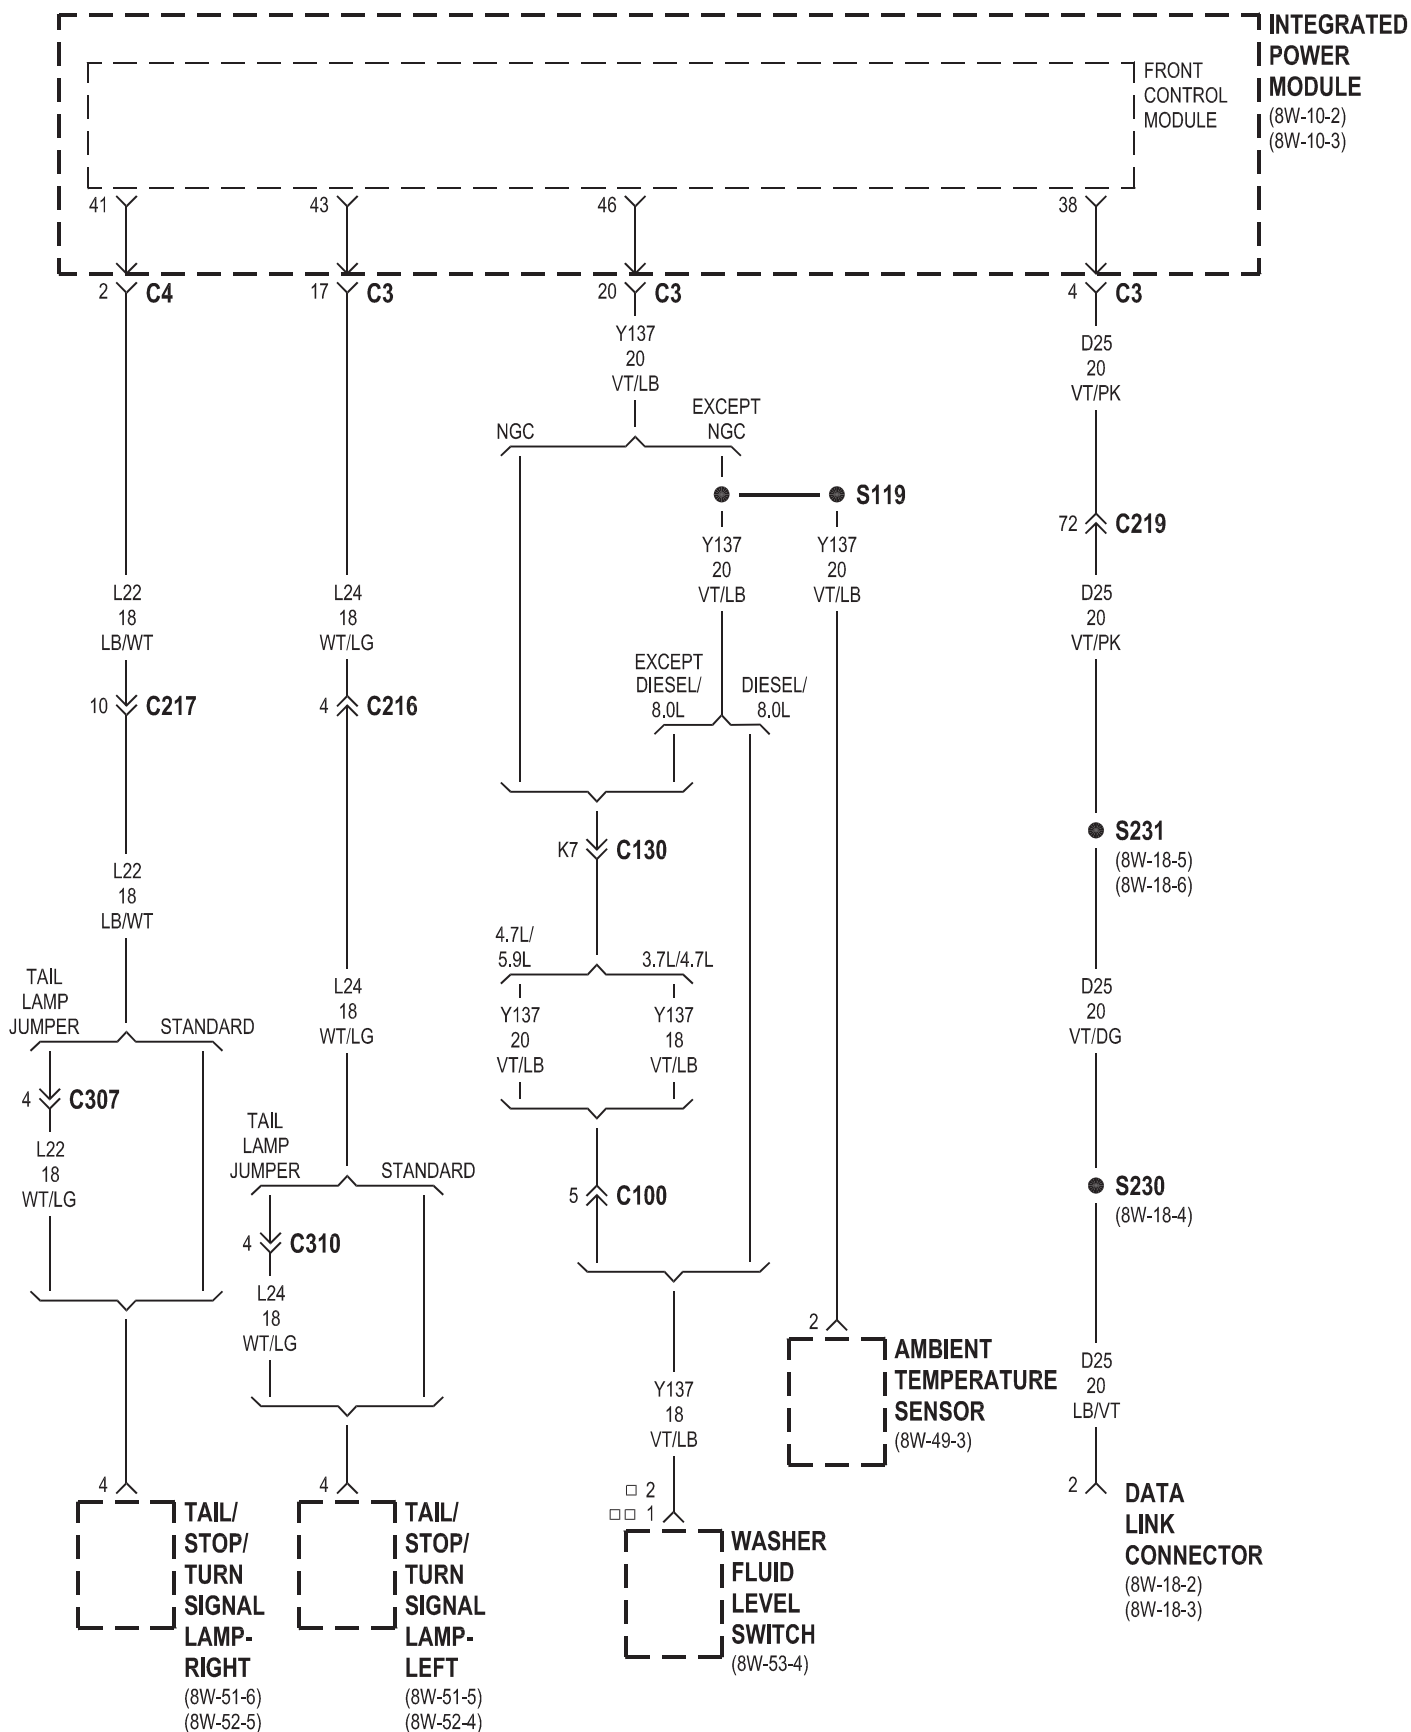 INTEGRATED
POWER
MODULE
(8W-10-2)
(8W-10-3)
FRONT
CONTROL
MODULE
41
43
46
38
2 C4
17 C3
20 C3
4 C3
Y137
20
VT/LB
D25
20
VT/PK
NGC
EXCEPT
NGC
S119
72 C219
Y137
20
VT/LB
Y137
20
VT/LB
L22
18
LB/WT
L24
18
WT/LG
D25
20
VT/PK
EXCEPT
DIESEL/
8.0L
DIESEL/
8.0L
10 C217
4 C216
S231
(8W-18-5)
(8W-18-6)
K7 C130
L22
18
LB/WT
4.7L/
5.9L
3.7L/4.7L
L24
18
WT/LG
D25
20
VT/DG
TAIL
LAMP
JUMPER
STANDARD
Y137
20
VT/LB
Y137
18
VT/LB
4 C307
L22
18
WT/LG
TAIL
LAMP
JUMPER
STANDARD
5 C100
S230
(8W-18-4)
4 C310
L24
18
WT/LG
2
AMBIENT
TEMPERATURE
SENSOR
(8W-49-3)
Y137
18
VT/LB
D25
20
LB/VT
4
TAIL/
STOP/
TURN
SIGNAL
LAMP-
RIGHT
(8W-51-6)
(8W-52-5)
4
TAIL/
STOP/
TURN
SIGNAL
LAMP-
LEFT
(8W-51-5)
(8W-52-4)
□ 2
□□ 1
WASHER
FLUID
LEVEL
SWITCH
(8W-53-4)
2
DATA
LINK
CONNECTOR
(8W-18-2)
(8W-18-3)